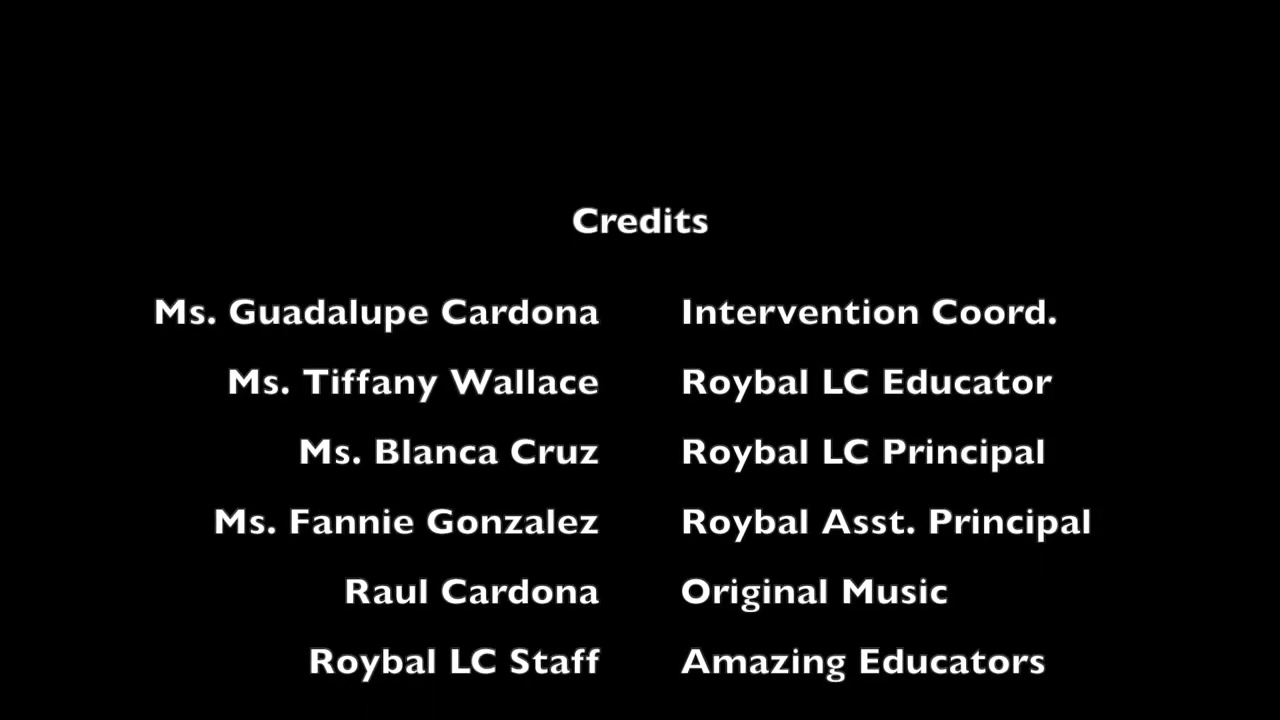 Credits
Ms. Guadalupe Cardona Intervention Coord.
Ms. Tiffany Wallace Roybal LC Educator
Ms. Blanca Cruz Roybal LC Principal
Ms. Fannie Gonzalez Roybal Asst. Principal
Raul Cardona Original Music
Roybal LC Staff Amazing Educators